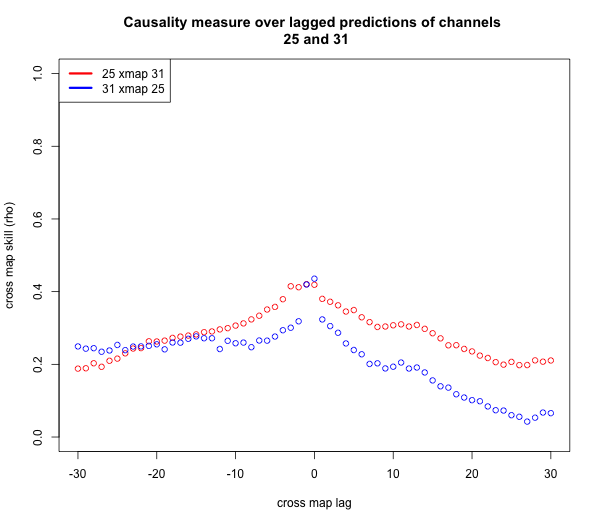 Causality measure over lagged predictions of channels
25 and 31
25 xmap 31
31 xmap 25
cross map skill (rho)
1.0
0.8
0.6
0.4
0.2
0.0
-30 -20 -10 0 10 20 30
cross map lag